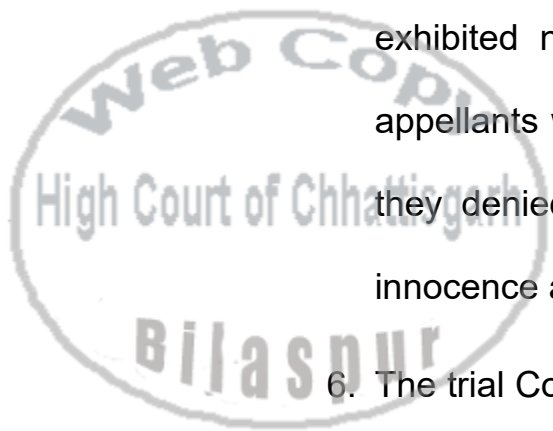 exhibited
Web Copy
appellants
High Court of Chhattisgarh
they denied
innocence
Bilaspur
6. The trial Co